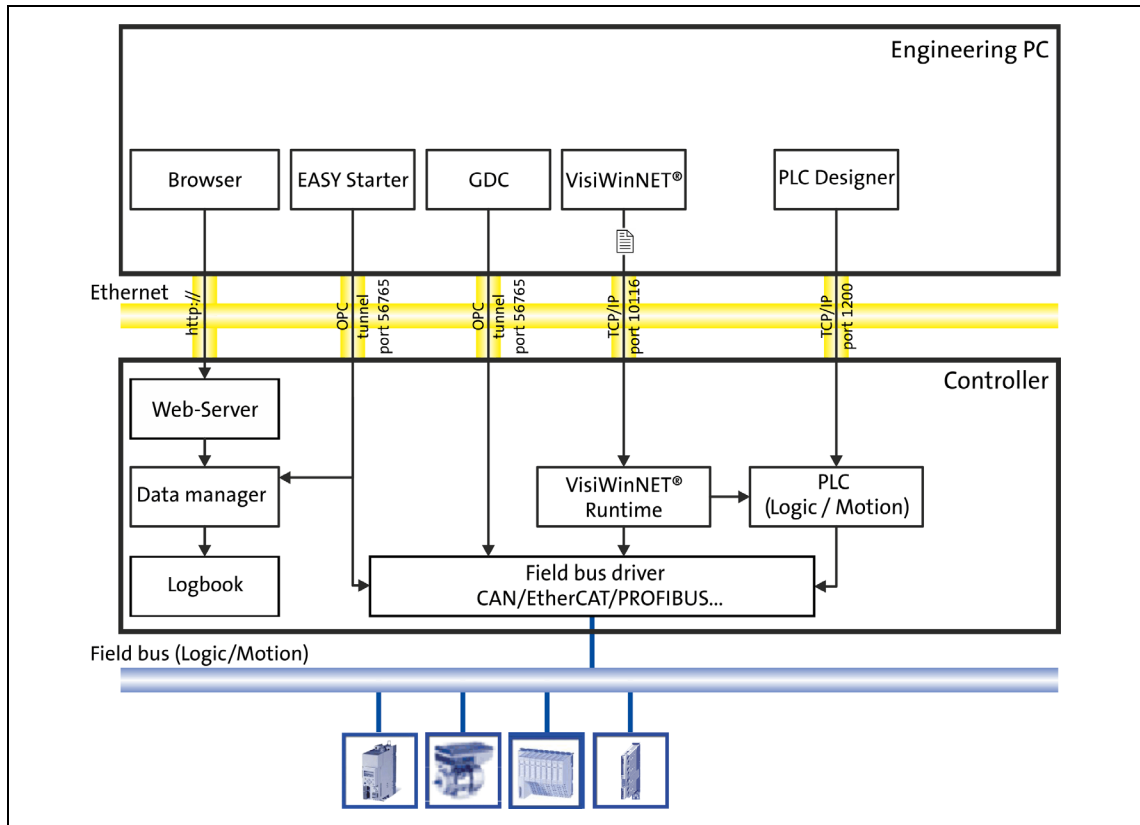 Engineering PC
Browser
EASY Starter
GDC
VisiWinNET®
PLC Designer
Ethernet
http://
OPC
tunnel
port 56765
OPC
tunnel
port 56765
TCP/IP
port 10116
TCP/IP
port 1200
Controller
Web-Server
Data manager
VisiWinNET®
Runtime
PLC
(Logic / Motion)
Logbook
Field bus driver
CAN/EtherCAT/PROFIBUS...
Field bus (Logic/Motion)